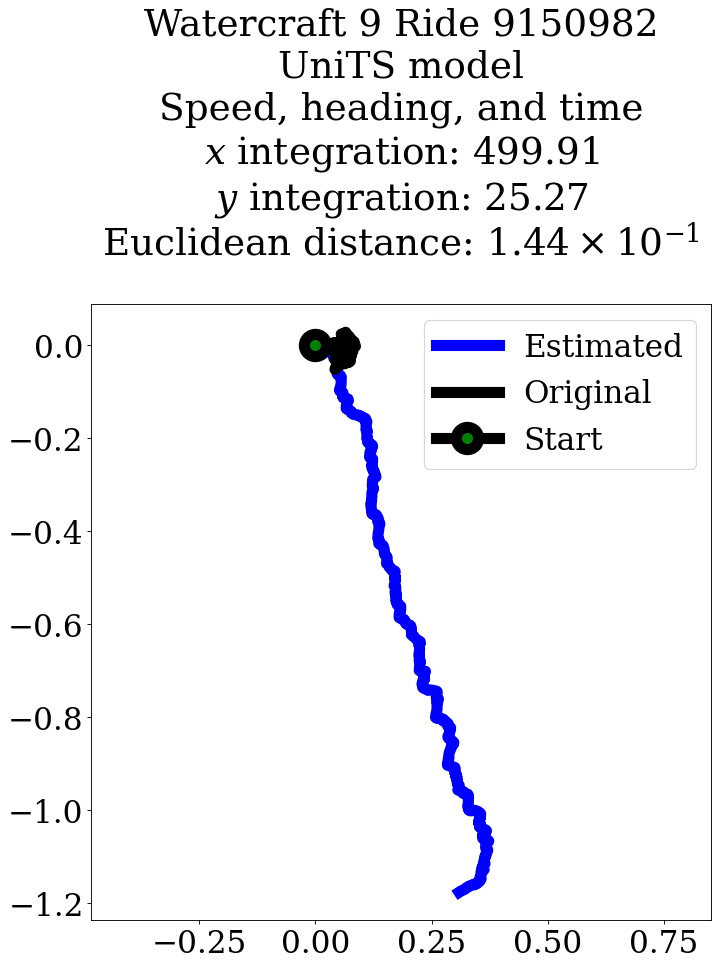 Watercraft 9 Ride 9150982
UniTS model
Speed, heading, and time
x integration: 499.91
y integration: 25.27
Euclidean distance: 1.44 × 10⁻¹
Estimated
Original
Start
0.0
−0.2
−0.4
−0.6
−0.8
−1.0
−1.2
−0.25 0.00 0.25 0.50 0.75